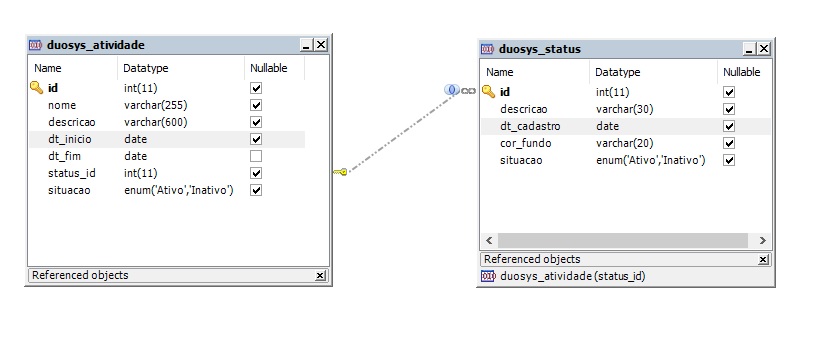 duosys_atividade
Name Datatype Nullable
id int(11)
nome varchar(255)
descricao varchar(600)
dt_inicio date
dt_fim date
status_id int(11)
situacao enum('Ativo','Inativo')
Referenced objects
duosys_status
Name Datatype Nullable
id int(11)
descricao varchar(30)
dt_cadastro date
cor_fundo varchar(20)
situacao enum('Ativo','Inativo')
Referenced objects
duosys_atividade (status_id)